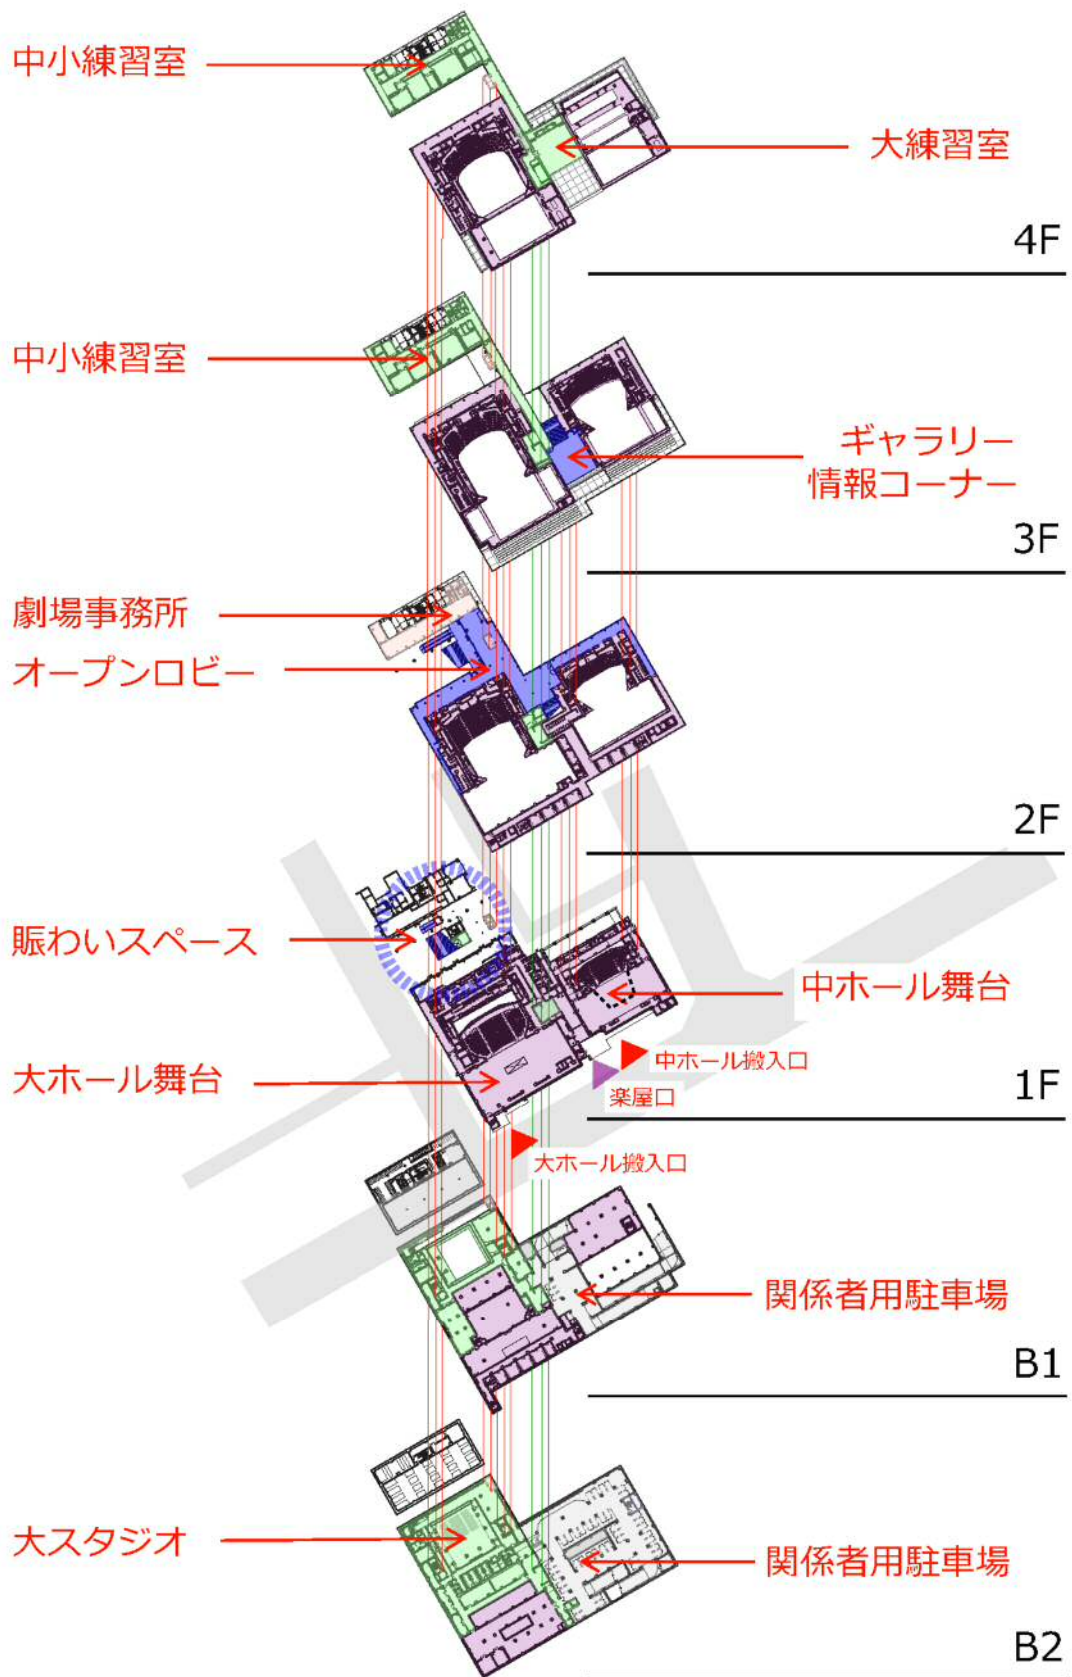 中小練習室
大練習室
4F
中小練習室
ギャラリー
情報コーナー
3F
劇場事務所
オープンロビー
2F
賑わいスペース
中ホール舞台
中ホール搬入口
大ホール舞台
楽屋口
1F
大ホール搬入口
関係者用駐車場
B1
大スタジオ
関係者用駐車場
B2